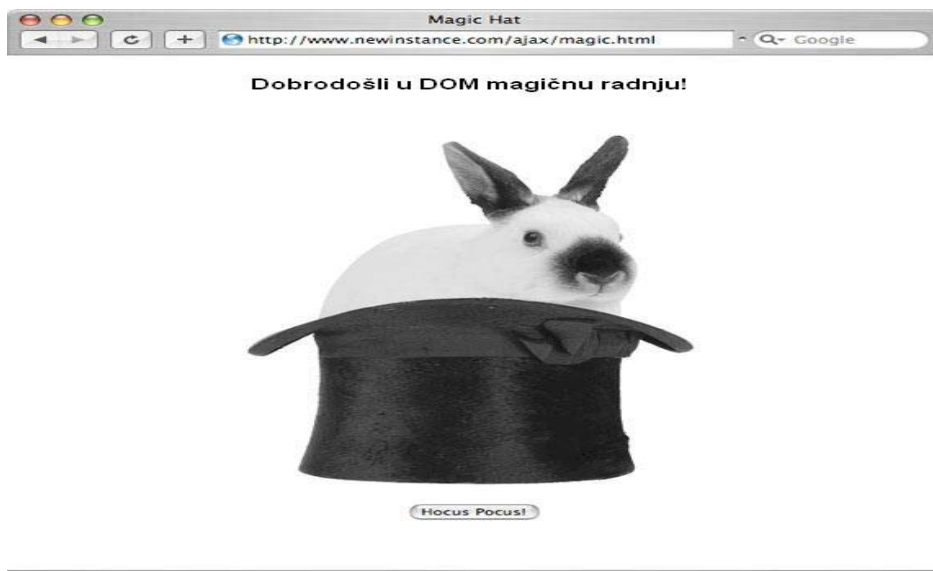 Magic Hat
http://www.newinstance.com/ajax/magic.html
Google
Dobrodošli u DOM magičnu radnju!
Hocus Pocus!